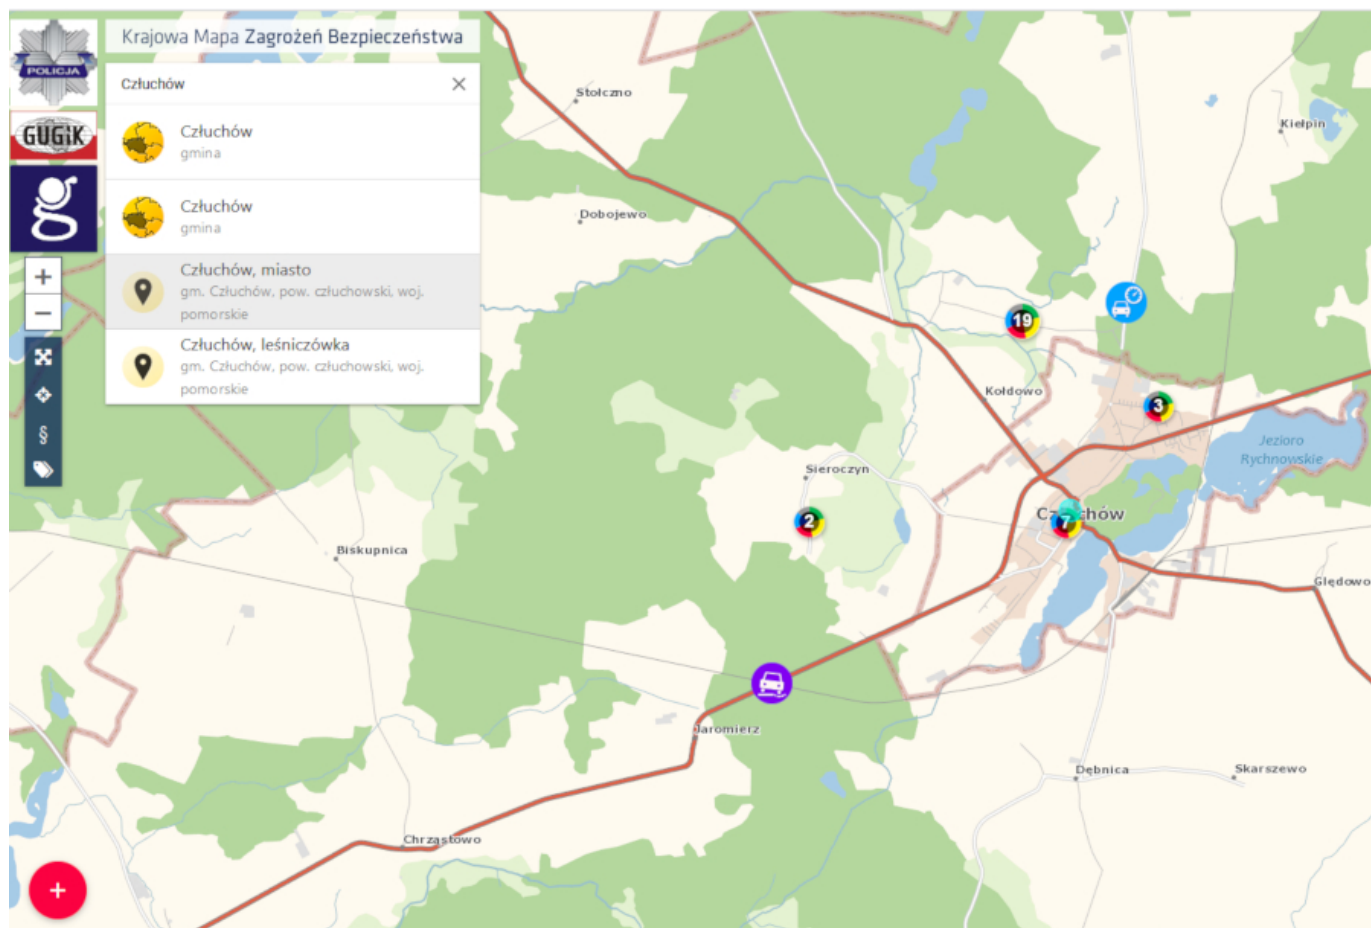 Krajowa Mapa Zagrożeń Bezpieczeństwa
POLICJA
Człuchów
GUGiK
Człuchów
gmina
g
Człuchów
gmina
Człuchów, miasto
gm. Człuchów, pow. człuchowski, woj.
pomorskie
Człuchów, leśniczówka
gm. Człuchów, pow. człuchowski, woj.
pomorskie
+
−
§
Stołczno
Kiełpin
Dobojewo
19
Kołdowo
3
Jezioro
Rychnowskie
Sieroczyn
Człuchów
7
2
Biskupnica
Ględowo
Jaromierz
Dębnica
Skarszewo
Chrząstowo
+